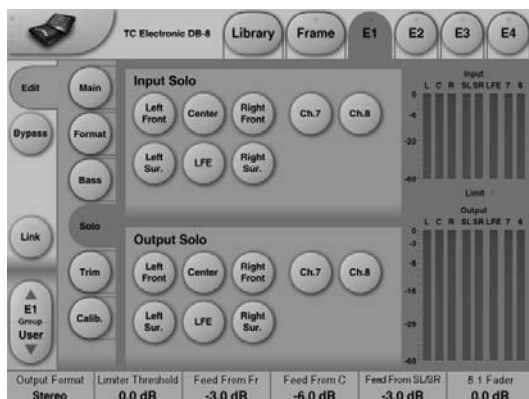 TC Electronic DB-8
Library
Frame
E1
E2
E3
E4
Edit
Bypass
Link
E1
Group
User
Main
Format
Bass
Solo
Trim
Calib.
Input Solo
Left Front
Center
Right Front
Ch.7
Ch.8
Left Sur.
LFE
Right Sur.
Output Solo
Left Front
Center
Right Front
Ch.7
Ch.8
Left Sur.
LFE
Right Sur.
Input
L C R SL SR LFE 7 8
0
-20
-60
Limit
Output
L C R SL SR LFE 7 8
0
-60
Output Format
Stereo
Limiter Threshold
0.0 dB
Feed From Fr
-3.0 dB
Feed From C
-6.0 dB
Feed From SL/SR
-3.0 dB
5.1 Fader
0.0 dB